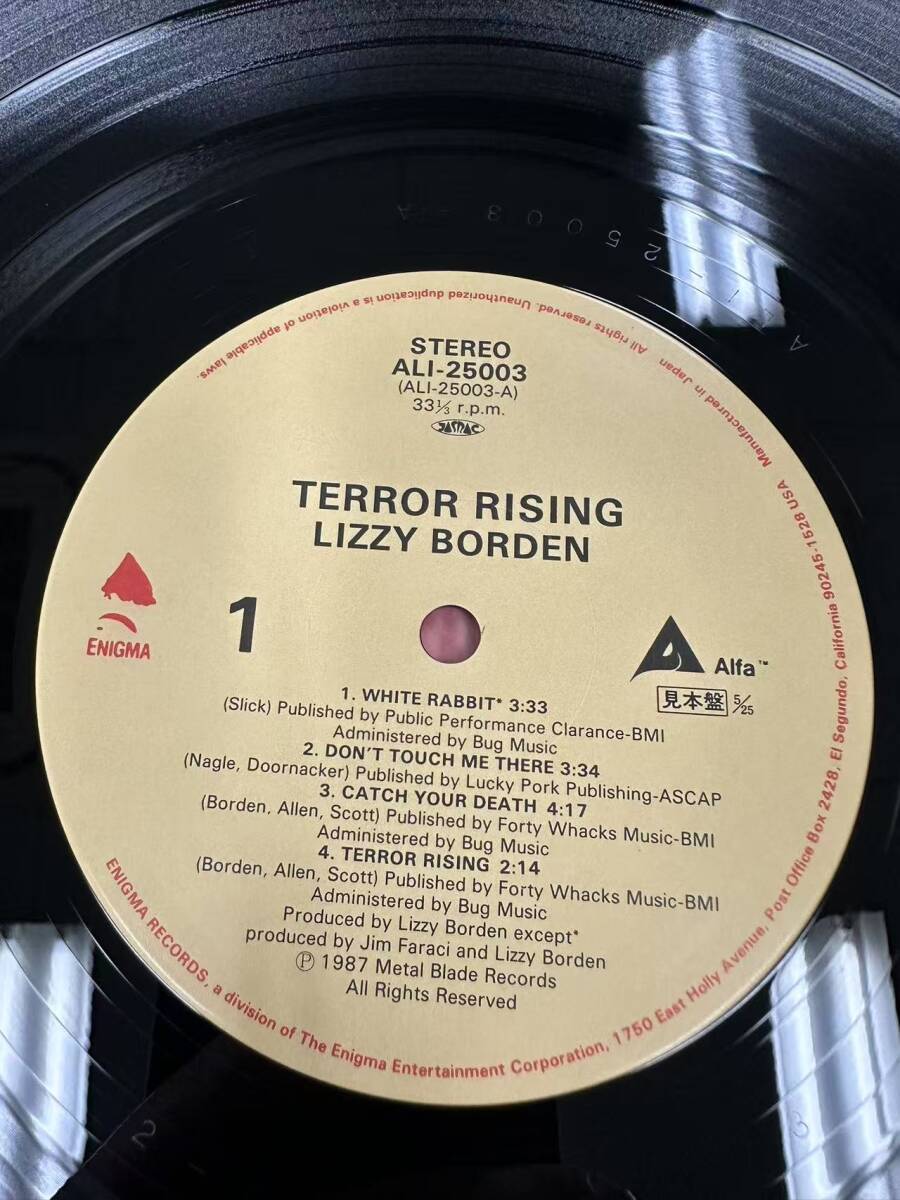 STEREO
ALI-25003
(ALI-25003-A)
33⅓ r.p.m.
JASRAC
TERROR RISING
LIZZY BORDEN
ENIGMA
1
Alfa™
見本盤 5/25
1. WHITE RABBIT* 3:33
(Slick) Published by Public Performance Clarance-BMI
Administered by Bug Music
2. DON'T TOUCH ME THERE 3:34
(Nagle, Doornacker) Published by Lucky Pork Publishing-ASCAP
3. CATCH YOUR DEATH 4:17
(Borden, Allen, Scott) Published by Forty Whacks Music-BMI
Administered by Bug Music
4. TERROR RISING 2:14
(Borden, Allen, Scott) Published by Forty Whacks Music-BMI
Administered by Bug Music
Produced by Lizzy Borden except*
produced by Jim Faraci and Lizzy Borden
Ⓟ 1987 Metal Blade Records
All Rights Reserved
ENIGMA RECORDS, a division of The Enigma Entertainment Corporation, 1750 East Holly Avenue, Post Office Box 2428, El Segundo, California 90245-1528 USA Manufactured in Japan All rights reserved. Unauthorized duplication is a violation of applicable laws.
2
3